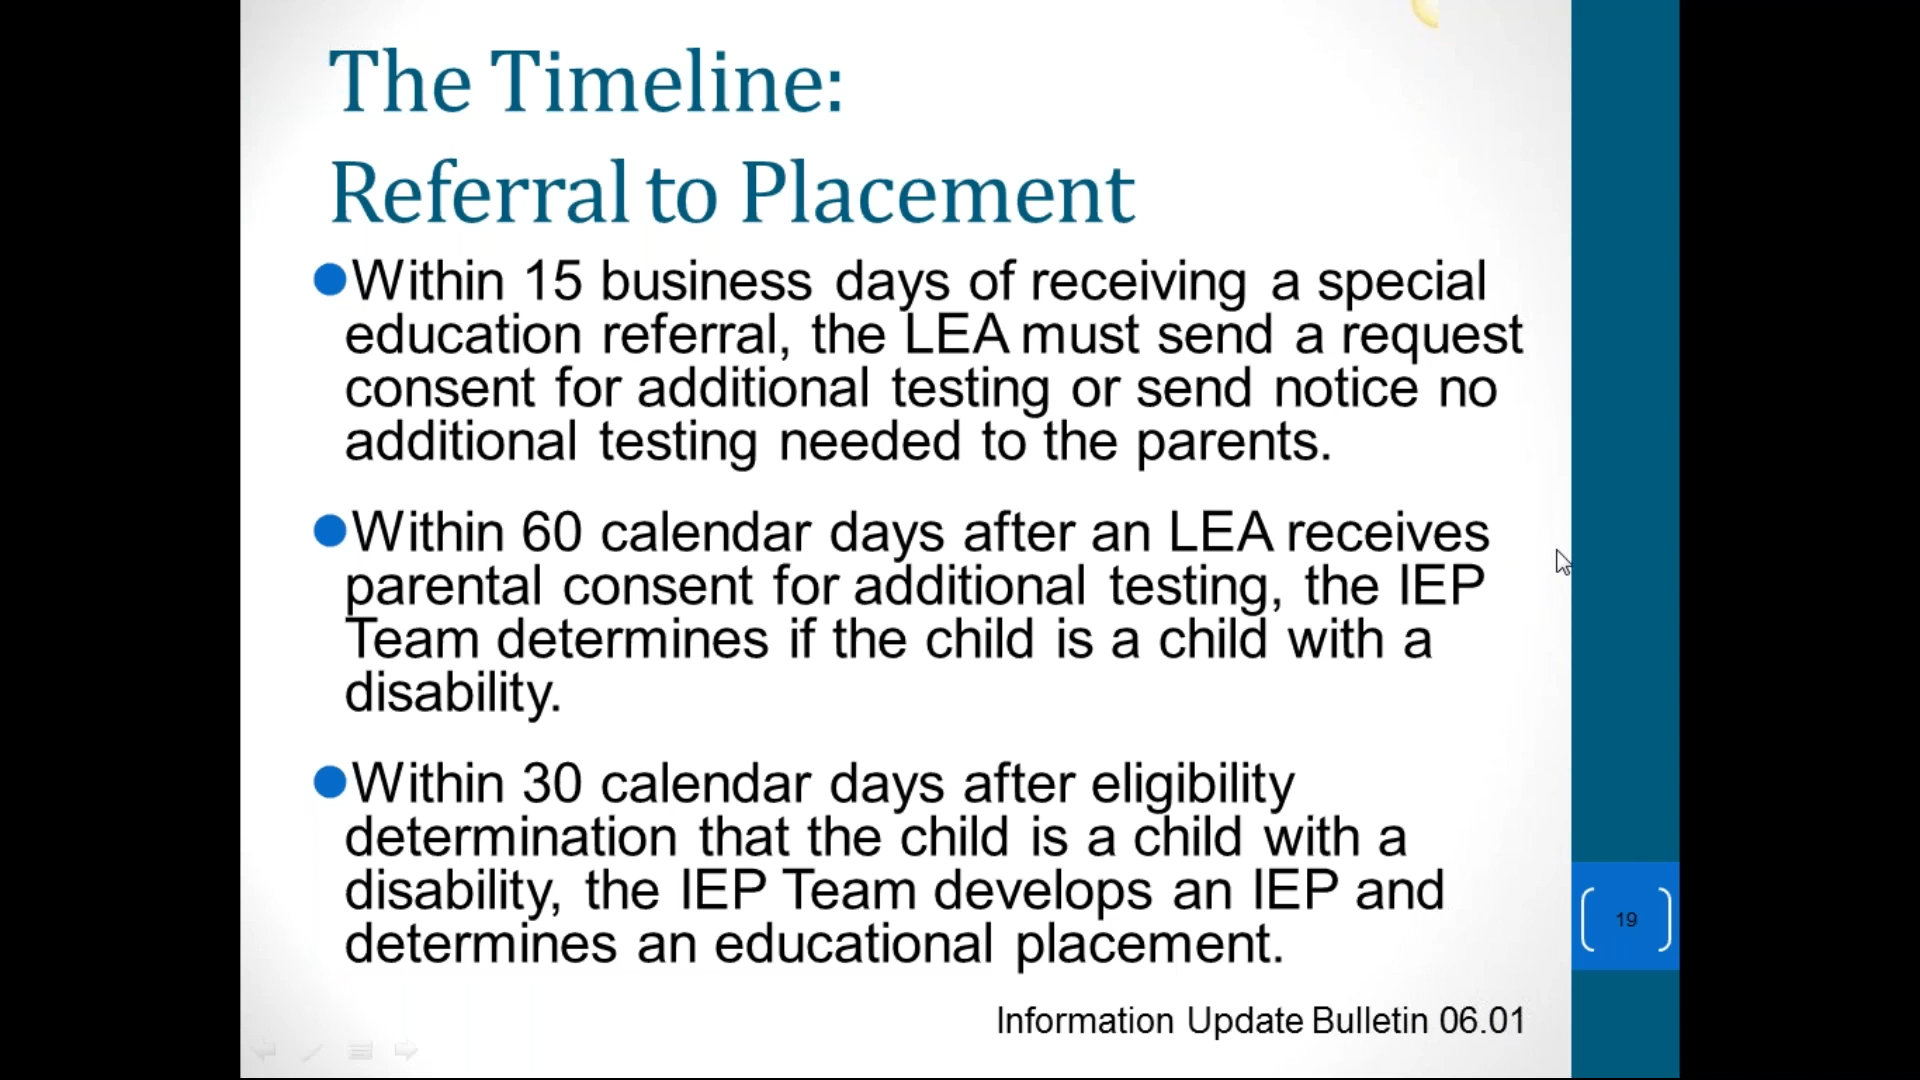 The Timeline:
Referral to Placement
Within 15 business days of receiving a special
education referral, the LEA must send a request
consent for additional testing or send notice no
additional testing needed to the parents.
Within 60 calendar days after an LEA receives
parental consent for additional testing, the IEP
Team determines if the child is a child with a
disability.
Within 30 calendar days after eligibility
determination that the child is a child with a
disability, the IEP Team develops an IEP and
determines an educational placement.
19
Information Update Bulletin 06.01